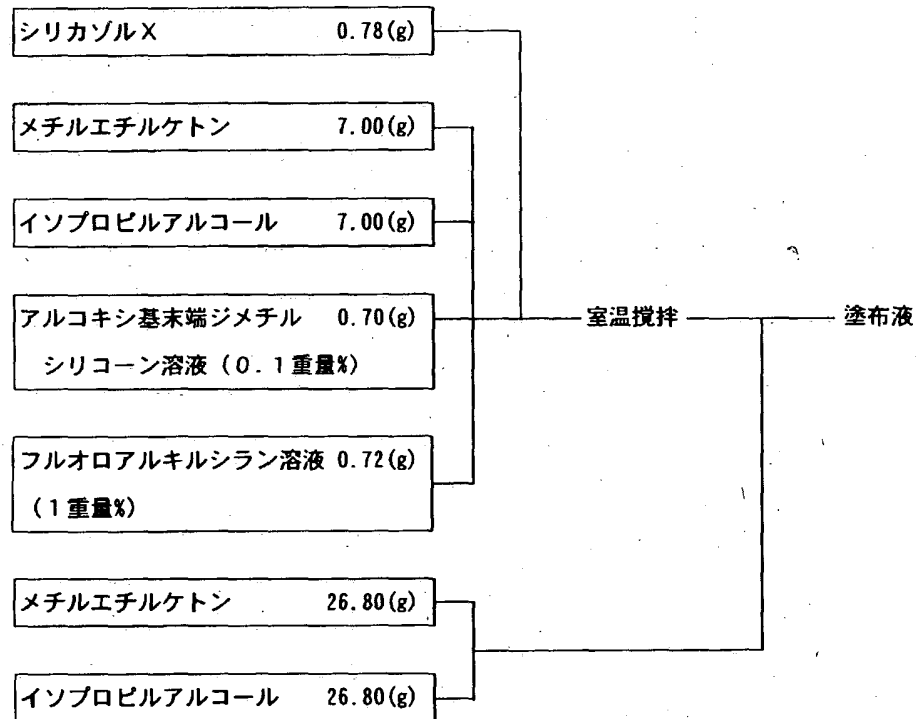 シリカゾルX 0.78(g)
メチルエチルケトン 7.00(g)
イソプロピルアルコール 7.00(g)
アルコキシ基末端ジメチル 0.70(g)
シリコーン溶液(0.1重量%)
室温撹拌
塗布液
フルオロアルキルシラン溶液 0.72(g)
(1重量%)
メチルエチルケトン 26.80(g)
イソプロピルアルコール 26.80(g)